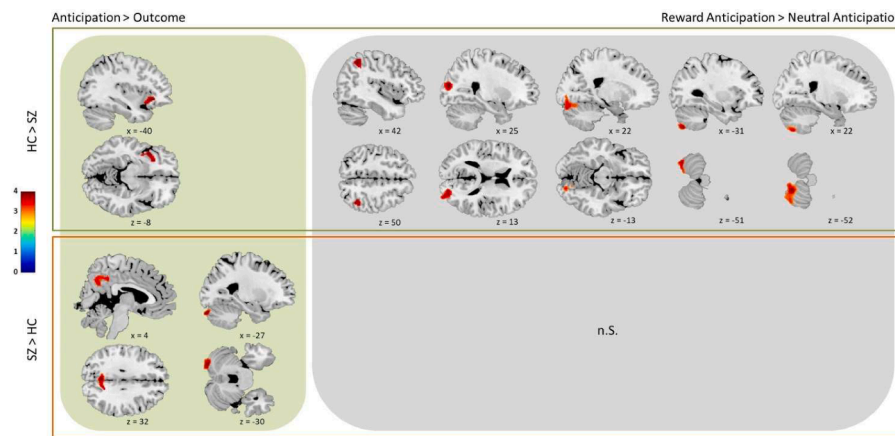 Anticipation > Outcome
Reward Anticipation > Neutral Anticipatio
HC > SZ
x = -40
x = 42
x = 25
x = 22
x = -31
x = 22
z = -8
z = 50
z = 13
z = -13
z = -51
z = -52
4
3
2
1
0
SZ > HC
x = 4
x = -27
n.S.
z = 32
z = -30